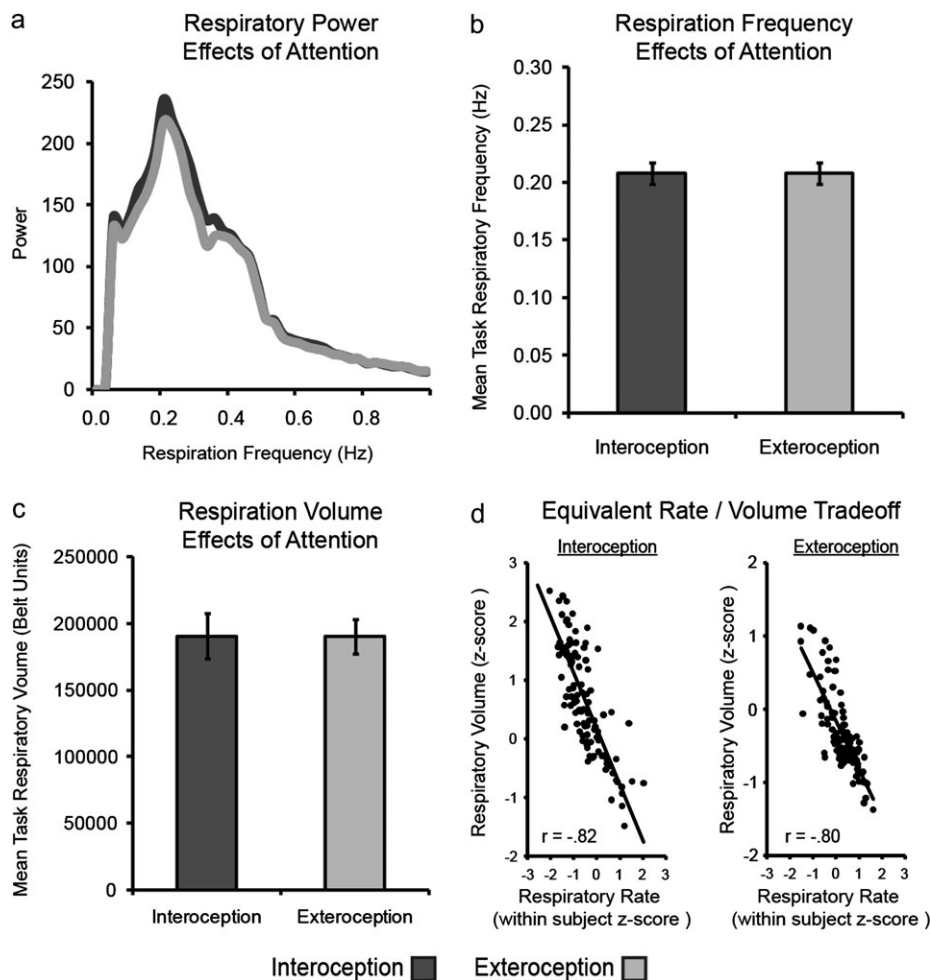 a
Respiratory Power
Effects of Attention
250
200
150
100
50
0
Power
0.0 0.2 0.4 0.6 0.8
Respiration Frequency (Hz)
b
Respiration Frequency
Effects of Attention
0.30
0.25
0.20
0.15
0.10
0.05
0.00
Mean Task Respiratory Frequency (Hz)
Interoception Exteroception
c
Respiration Volume
Effects of Attention
250000
200000
150000
100000
50000
0
Mean Task Respiratory Voume (Belt Units)
Interoception Exteroception
d
Equivalent Rate / Volume Tradeoff
Interoception
3
2
1
0
-1
-2
Respiratory Volume (z-score )
r = -.82
-3 -2 -1 0 1 2 3
Respiratory Rate
(within subject z-score )
Exteroception
2
1
0
-1
-2
Respiratory Volume (z-score )
r = -.80
-3 -2 -1 0 1 2 3
Respiratory Rate
(within subject z-score )
Interoception Exteroception